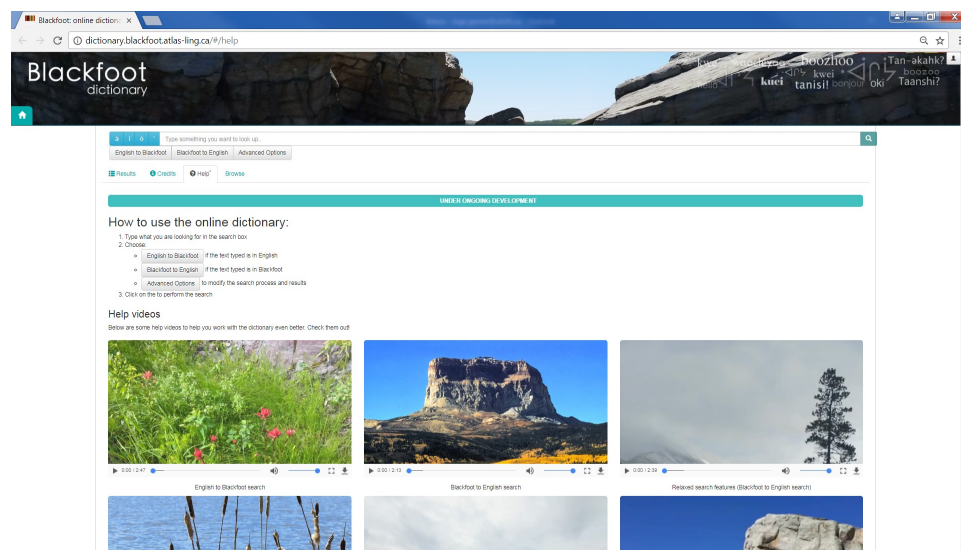 Blackfoot: online dictiona
dictionary.blackfoot.atlas-ling.ca/#/help
Blackfoot
dictionary
boozhoo
Tan-akahk?
kwei
boozoo
hello
kuei
tanisi!
bonjour
oki
Taanshi?
Type something you want to look up..
English to Blackfoot Blackfoot to English Advanced Options
Results Credits Help Browse
UNDER ONGOING DEVELOPMENT
How to use the online dictionary:
1. Type what you are looking for in the search box
2. Choose:
English to Blackfoot if the text typed is in English
Blackfoot to English if the text typed is in Blackfoot
Advanced Options to modify the search process and results
3. Click on the to perform the search
Help videos
Below are some help videos to help you work with the dictionary even better. Check them out!
0:00 / 2:47
0:00 / 2:13
0:00 / 2:39
English to Blackfoot search
Blackfoot to English search
Relaxed search features (Blackfoot to English search)